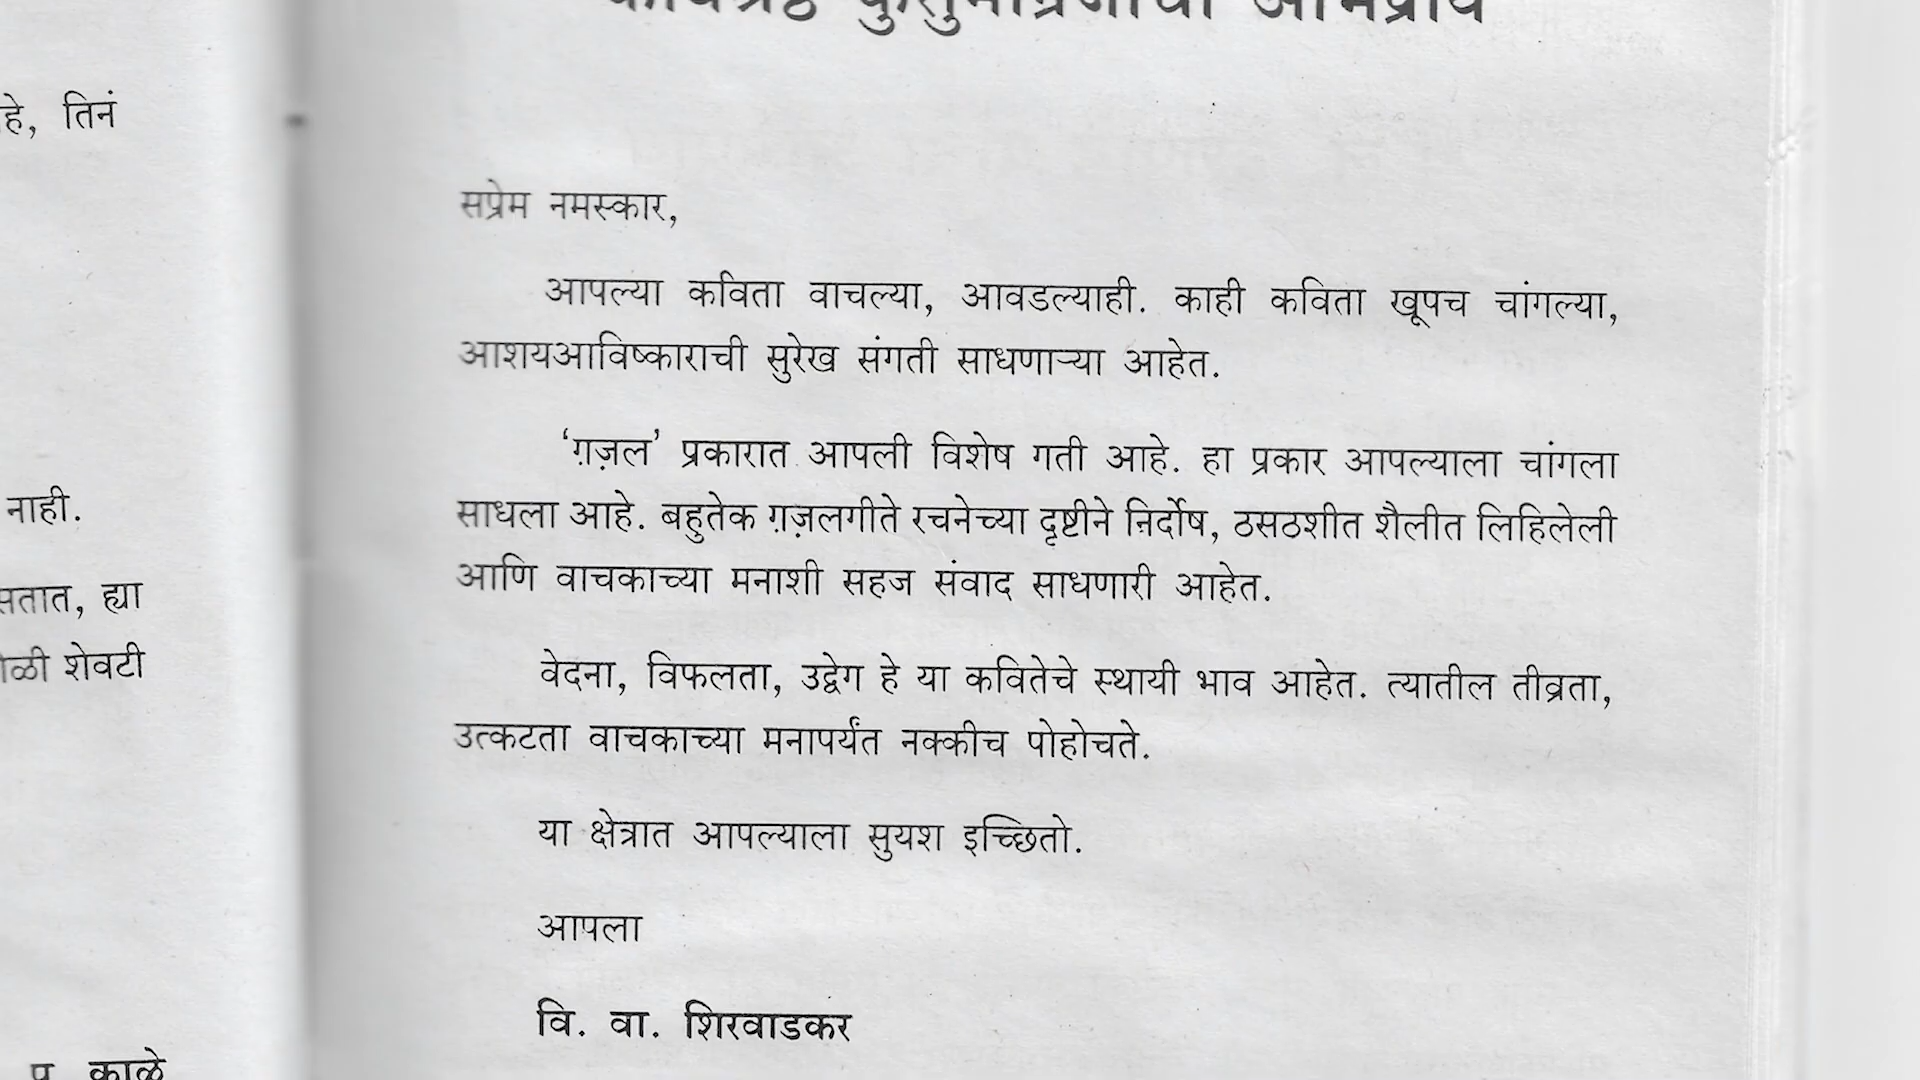 हे, तिनं
नाही.
सतात, ह्या
शेवटी
काळे
सप्रेम नमस्कार,
आपल्या कविता वाचल्या, आवडल्याही. काही कविता खूपच चांगल्या,
आशयआविष्काराची सुरेख संगती साधणाऱ्या आहेत.
‘ग़ज़ल’ प्रकारात आपली विशेष गती आहे. हा प्रकार आपल्याला चांगला
साधला आहे. बहुतेक ग़ज़लगीते रचनेच्या दृष्टीने निर्दोष, ठसठशीत शैलीत लिहिलेली
आणि वाचकाच्या मनाशी सहज संवाद साधणारी आहेत.
वेदना, विफलता, उद्वेग हे या कवितेचे स्थायी भाव आहेत. त्यातील तीव्रता,
उत्कटता वाचकाच्या मनापर्यंत नक्कीच पोहोचते.
या क्षेत्रात आपल्याला सुयश इच्छितो.
आपला
वि. वा. शिरवाडकर